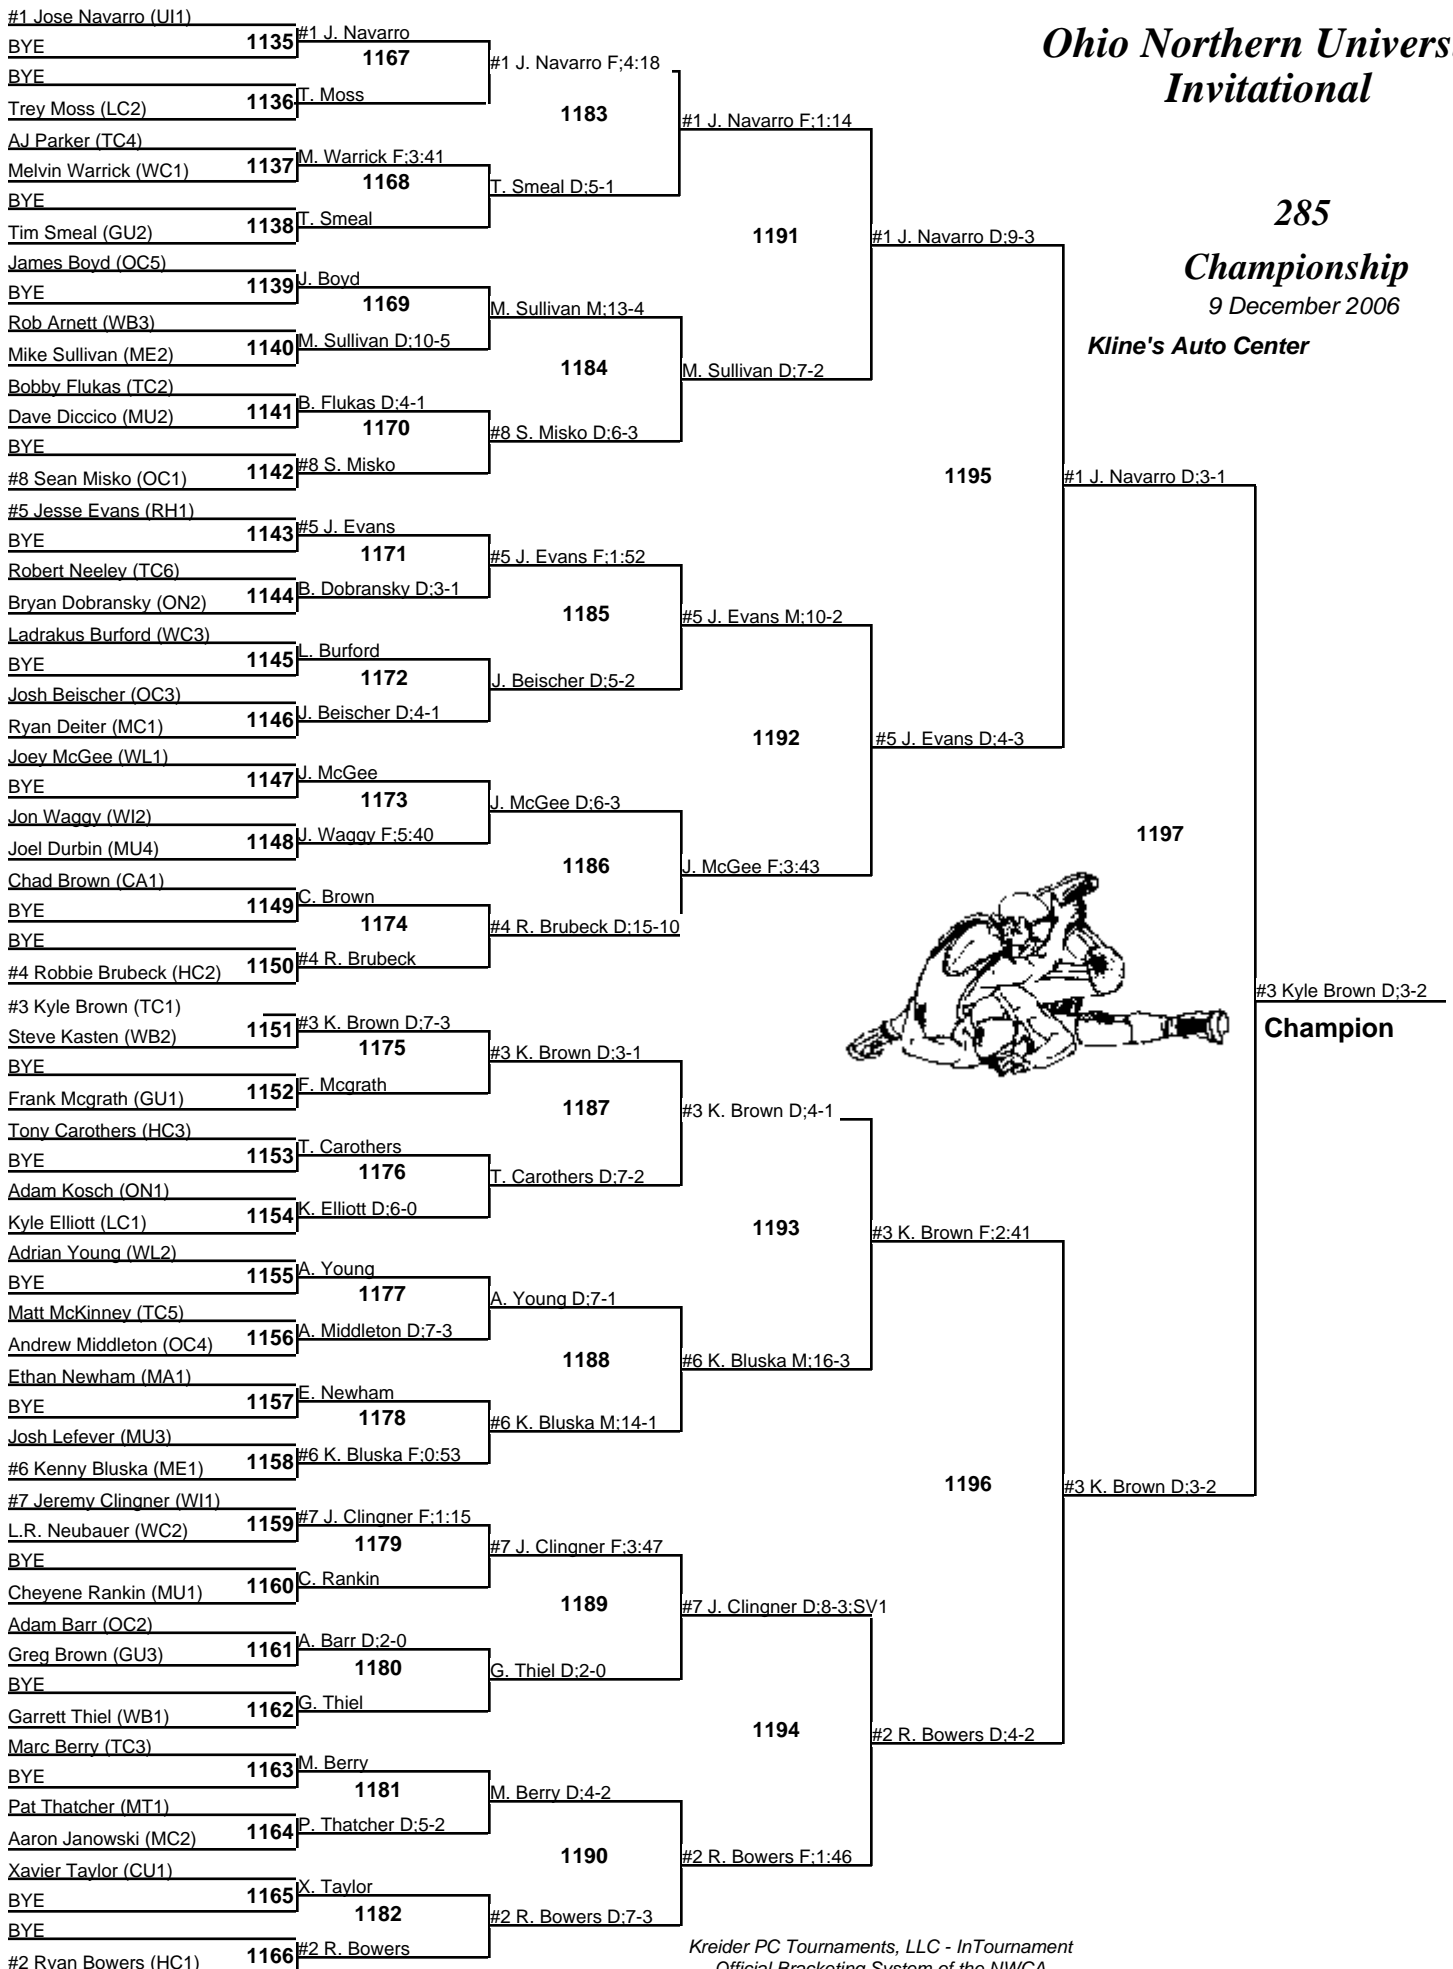 Ohio Northern Univers
Invitational
285
Championship
9 December 2006
Kline's Auto Center
#1 Jose Navarro (UI1)
BYE
1135
BYE
Trey Moss (LC2)
1136
AJ Parker (TC4)
Melvin Warrick (WC1)
1137
BYE
Tim Smeal (GU2)
1138
James Boyd (OC5)
BYE
1139
Rob Arnett (WB3)
Mike Sullivan (ME2)
1140
Bobby Flukas (TC2)
Dave Diccico (MU2)
1141
BYE
#8 Sean Misko (OC1)
1142
#5 Jesse Evans (RH1)
BYE
1143
Robert Neeley (TC6)
Bryan Dobransky (ON2)
1144
Ladrakus Burford (WC3)
BYE
1145
Josh Beischer (OC3)
Ryan Deiter (MC1)
1146
Joey McGee (WL1)
BYE
1147
Jon Waggy (WI2)
Joel Durbin (MU4)
1148
Chad Brown (CA1)
BYE
1149
BYE
#4 Robbie Brubeck (HC2)
1150
#3 Kyle Brown (TC1)
Steve Kasten (WB2)
1151
BYE
Frank Mcgrath (GU1)
1152
Tony Carothers (HC3)
BYE
1153
Adam Kosch (ON1)
Kyle Elliott (LC1)
1154
Adrian Young (WL2)
BYE
1155
Matt McKinney (TC5)
Andrew Middleton (OC4)
1156
Ethan Newham (MA1)
BYE
1157
Josh Lefever (MU3)
#6 Kenny Bluska (ME1)
1158
#7 Jeremy Clingner (WI1)
L.R. Neubauer (WC2)
1159
BYE
Cheyene Rankin (MU1)
1160
Adam Barr (OC2)
Greg Brown (GU3)
1161
BYE
Garrett Thiel (WB1)
1162
Marc Berry (TC3)
BYE
1163
Pat Thatcher (MT1)
Aaron Janowski (MC2)
1164
Xavier Taylor (CU1)
BYE
1165
BYE
#2 Ryan Bowers (HC1)
1166
#1 J. Navarro
1167
T. Moss
M. Warrick F;3:41
1168
T. Smeal
J. Boyd
1169
M. Sullivan D;10-5
B. Flukas D;4-1
1170
#8 S. Misko
#5 J. Evans
1171
B. Dobransky D;3-1
L. Burford
1172
J. Beischer D;4-1
J. McGee
1173
J. Waggy F;5:40
C. Brown
1174
#4 R. Brubeck
#3 K. Brown D;7-3
1175
F. Mcgrath
T. Carothers
1176
K. Elliott D;6-0
A. Young
1177
A. Middleton D;7-3
E. Newham
1178
#6 K. Bluska F;0:53
#7 J. Clingner F;1:15
1179
C. Rankin
A. Barr D;2-0
1180
G. Thiel
M. Berry
1181
P. Thatcher D;5-2
X. Taylor
1182
#2 R. Bowers
#1 J. Navarro F;4:18
1183
T. Smeal D;5-1
M. Sullivan M;13-4
1184
#8 S. Misko D;6-3
#5 J. Evans F;1:52
1185
J. Beischer D;5-2
J. McGee D;6-3
1186
#4 R. Brubeck D;15-10
#3 K. Brown D;3-1
1187
T. Carothers D;7-2
A. Young D;7-1
1188
#6 K. Bluska M;14-1
#7 J. Clingner F;3:47
1189
G. Thiel D;2-0
M. Berry D;4-2
1190
#2 R. Bowers D;7-3
#1 J. Navarro F;1:14
1191
M. Sullivan D;7-2
#5 J. Evans M;10-2
1192
J. McGee F;3:43
#3 K. Brown D;4-1
1193
#6 K. Bluska M;16-3
#7 J. Clingner D;8-3;SV1
1194
#2 R. Bowers F;1:46
#1 J. Navarro D;9-3
1195
#5 J. Evans D;4-3
#3 K. Brown F;2:41
1196
#2 R. Bowers D;4-2
#1 J. Navarro D;3-1
1197
#3 K. Brown D;3-2
#3 Kyle Brown D;3-2
Champion
Kreider PC Tournaments, LLC - InTournament
Official Bracketing System of the NWCA